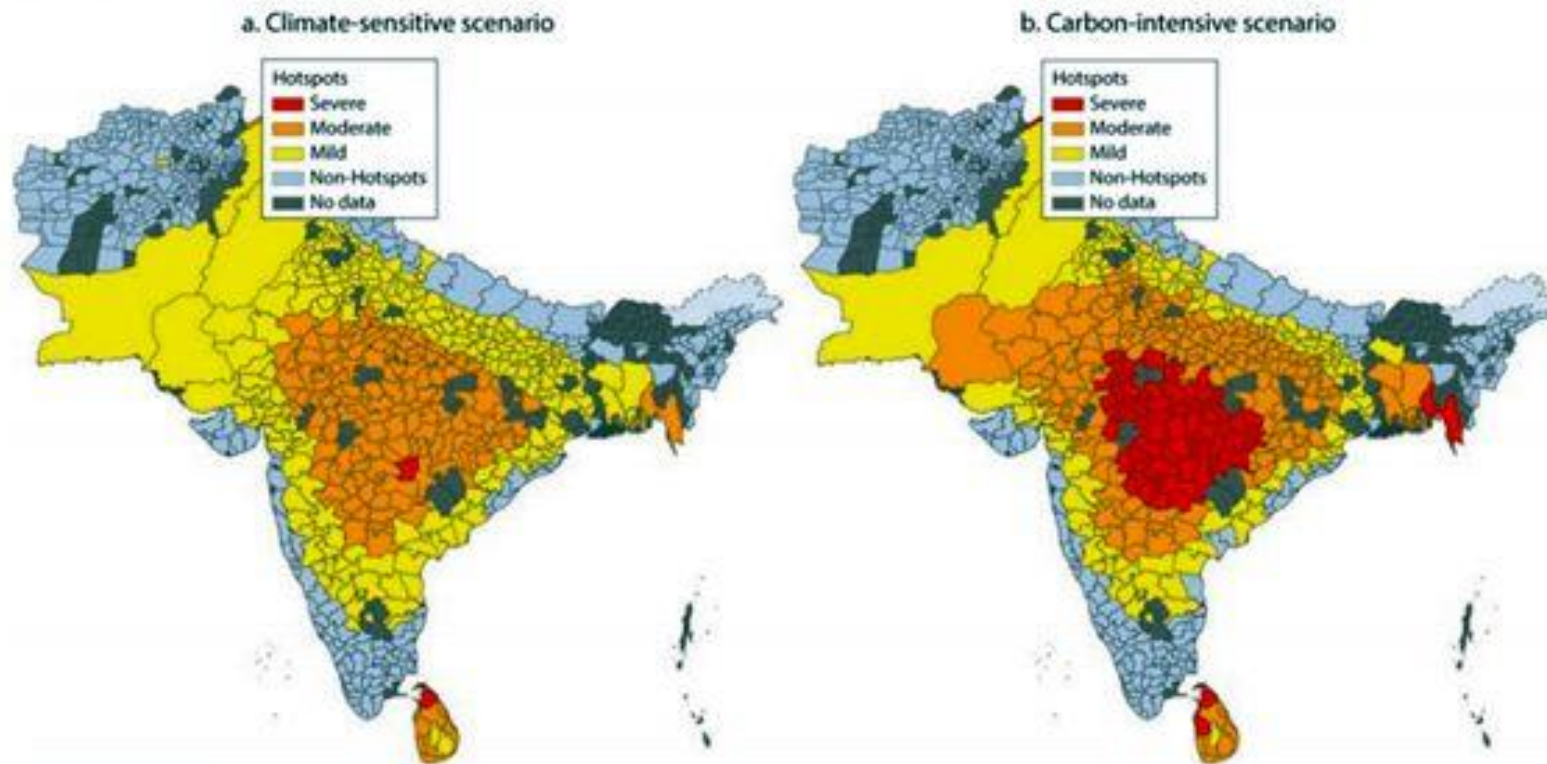 a. Climate-sensitive scenario
Hotspots
Severe
Moderate
Mild
Non-Hotspots
No data
b. Carbon-intensive scenario
Hotspots
Severe
Moderate
Mild
Non-Hotspots
No data